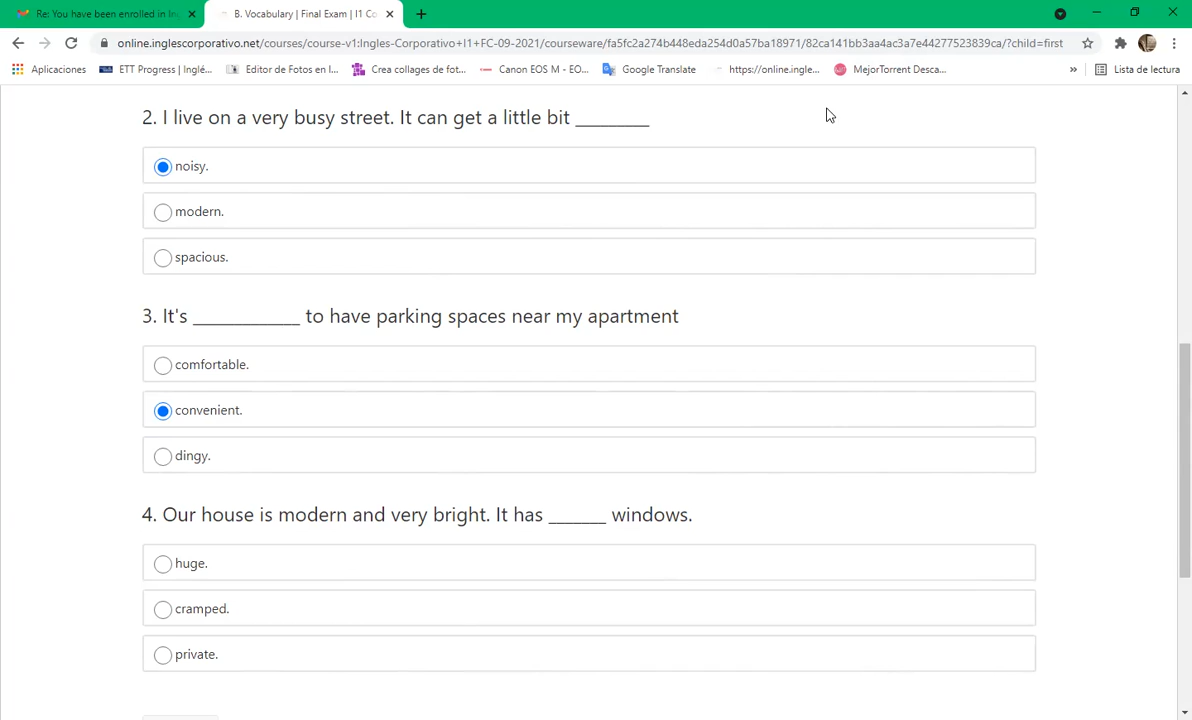 Re: You have been enrolled in In
B. Vocabulary | Final Exam | I1 Co
online.inglescorporativo.net/courses/course-v1:Ingles-Corporativo+I1+FC-09-2021/courseware/fa5fc2a274b448eda254d0a57ba18971/82ca141bb3aa4ac3a7e44277523839ca/?child=first
Aplicaciones ETT Progress | Inglé... Editor de Fotos en l... Crea collages de fot... Canon EOS M - EO... Google Translate https://online.ingle... MejorTorrent Desca... » Lista de lectura
2. I live on a very busy street. It can get a little bit ________
noisy.
modern.
spacious.
3. It's ____________ to have parking spaces near my apartment
comfortable.
convenient.
dingy.
4. Our house is modern and very bright. It has ______ windows.
huge.
cramped.
private.